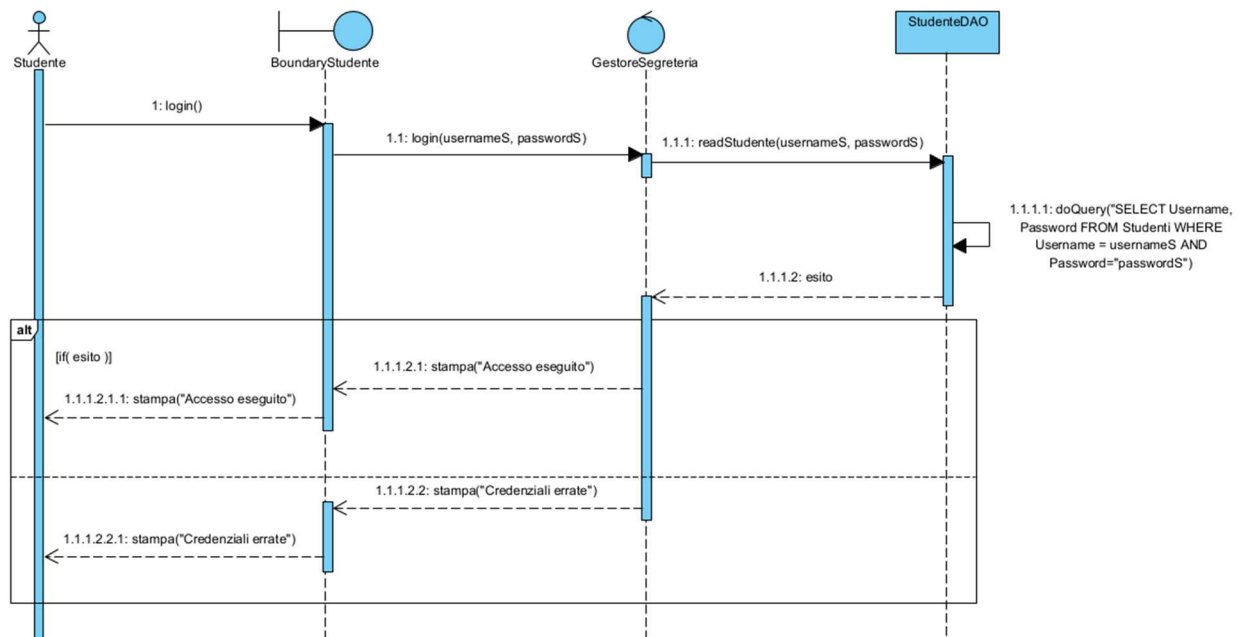 Studente
BoundaryStudente
GestoreSegreteria
StudenteDAO
1: login()
1.1: login(usernameS, passwordS)
1.1.1: readStudente(usernameS, passwordS)
1.1.1.1: doQuery("SELECT Username,
Password FROM Studenti WHERE
Username = usernameS AND
Password="passwordS")
1.1.1.2: esito
alt
[if( esito )]
1.1.1.2.1: stampa("Accesso eseguito")
1.1.1.2.1.1: stampa("Accesso eseguito")
1.1.1.2.2: stampa("Credenziali errate")
1.1.1.2.2.1: stampa("Credenziali errate")